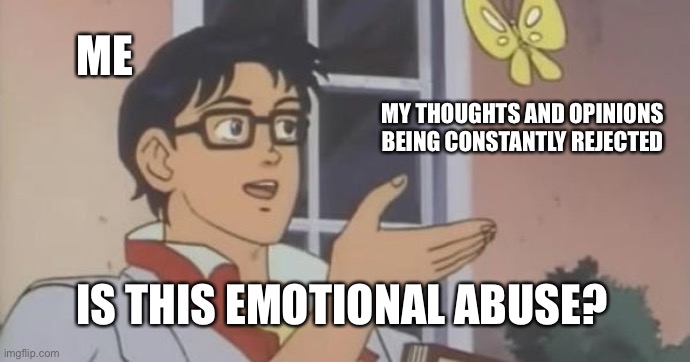 ME
MY THOUGHTS AND OPINIONS
BEING CONSTANTLY REJECTED
IS THIS EMOTIONAL ABUSE?
imgflip.com